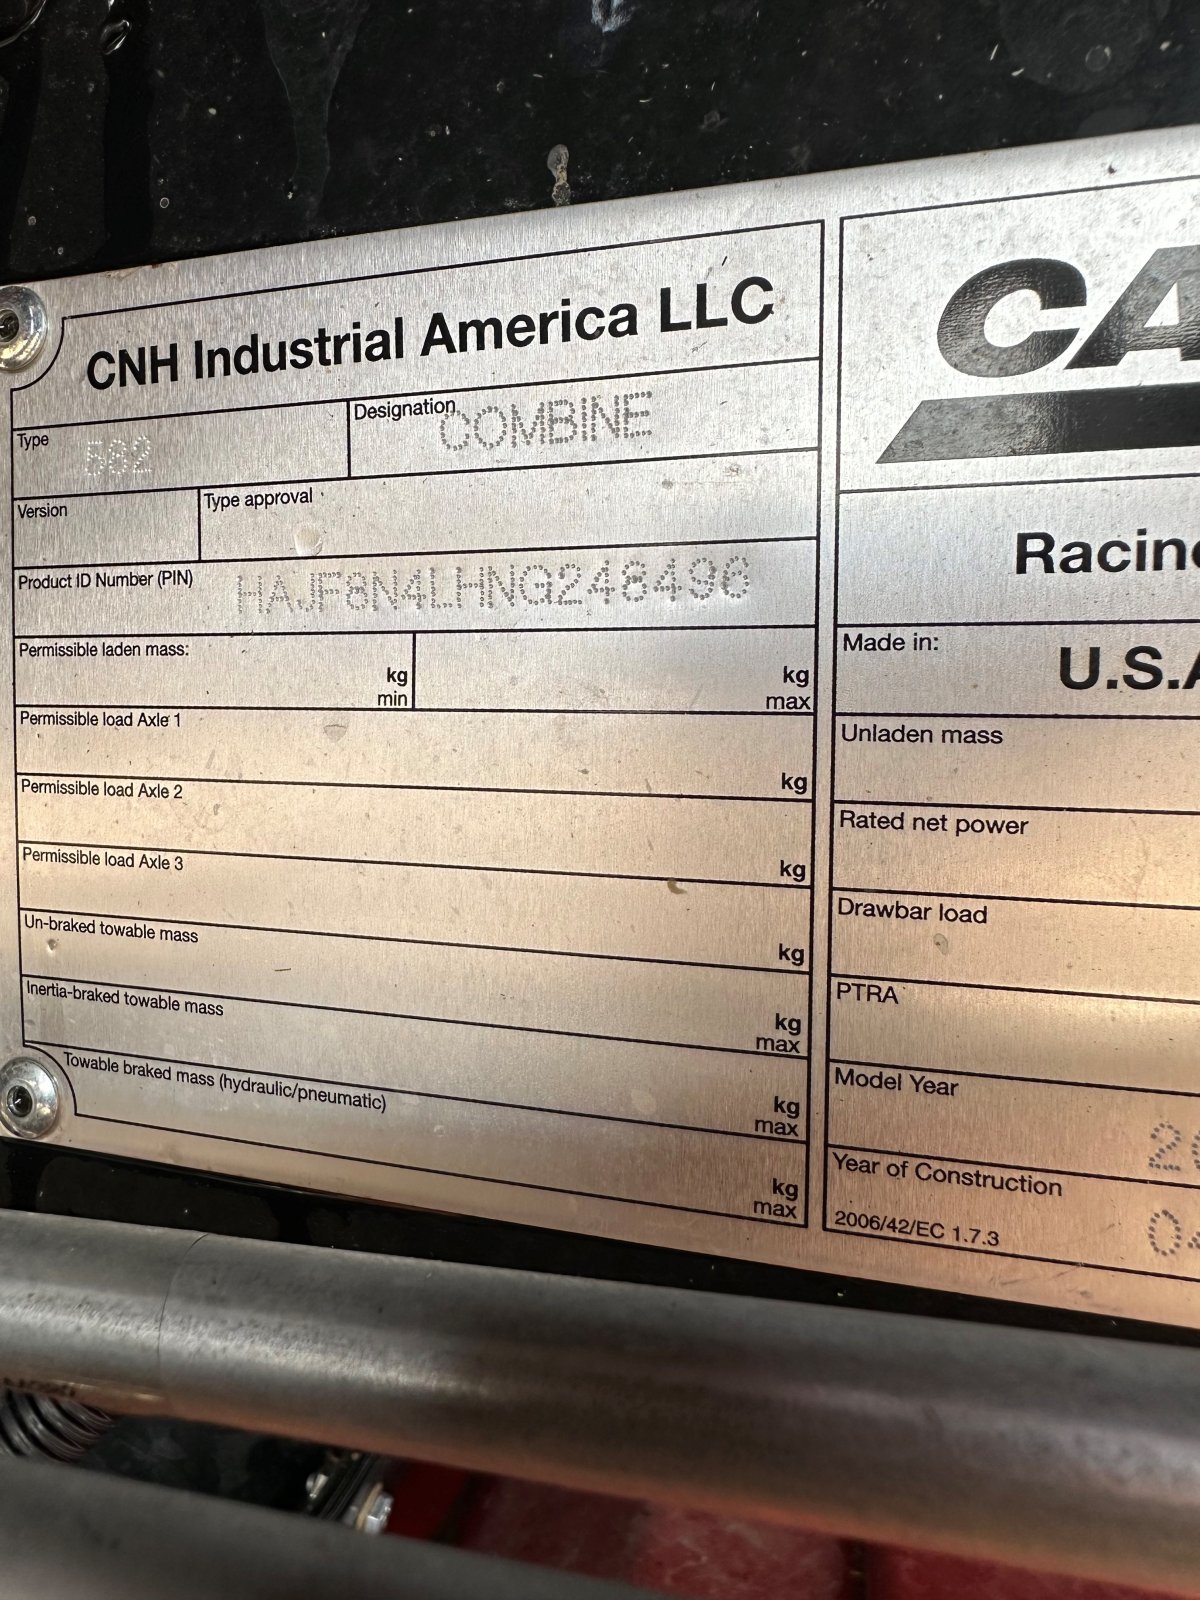 CNH Industrial America LLC
Type
Designation COMBINE
Version
Type approval
Product ID Number (PIN)
Permissible laden mass:
kg
min
kg
max
Permissible load Axle 1
kg
Permissible load Axle 2
kg
Permissible load Axle 3
kg
Un-braked towable mass
kg
Inertia-braked towable mass
kg
max
Towable braked mass (hydraulic/pneumatic)
kg
max
kg
max
CA
Racin
Made in:
U.S.A
Unladen mass
Rated net power
Drawbar load
PTRA
Model Year
2
Year of Construction
2006/42/EC 1.7.3
0